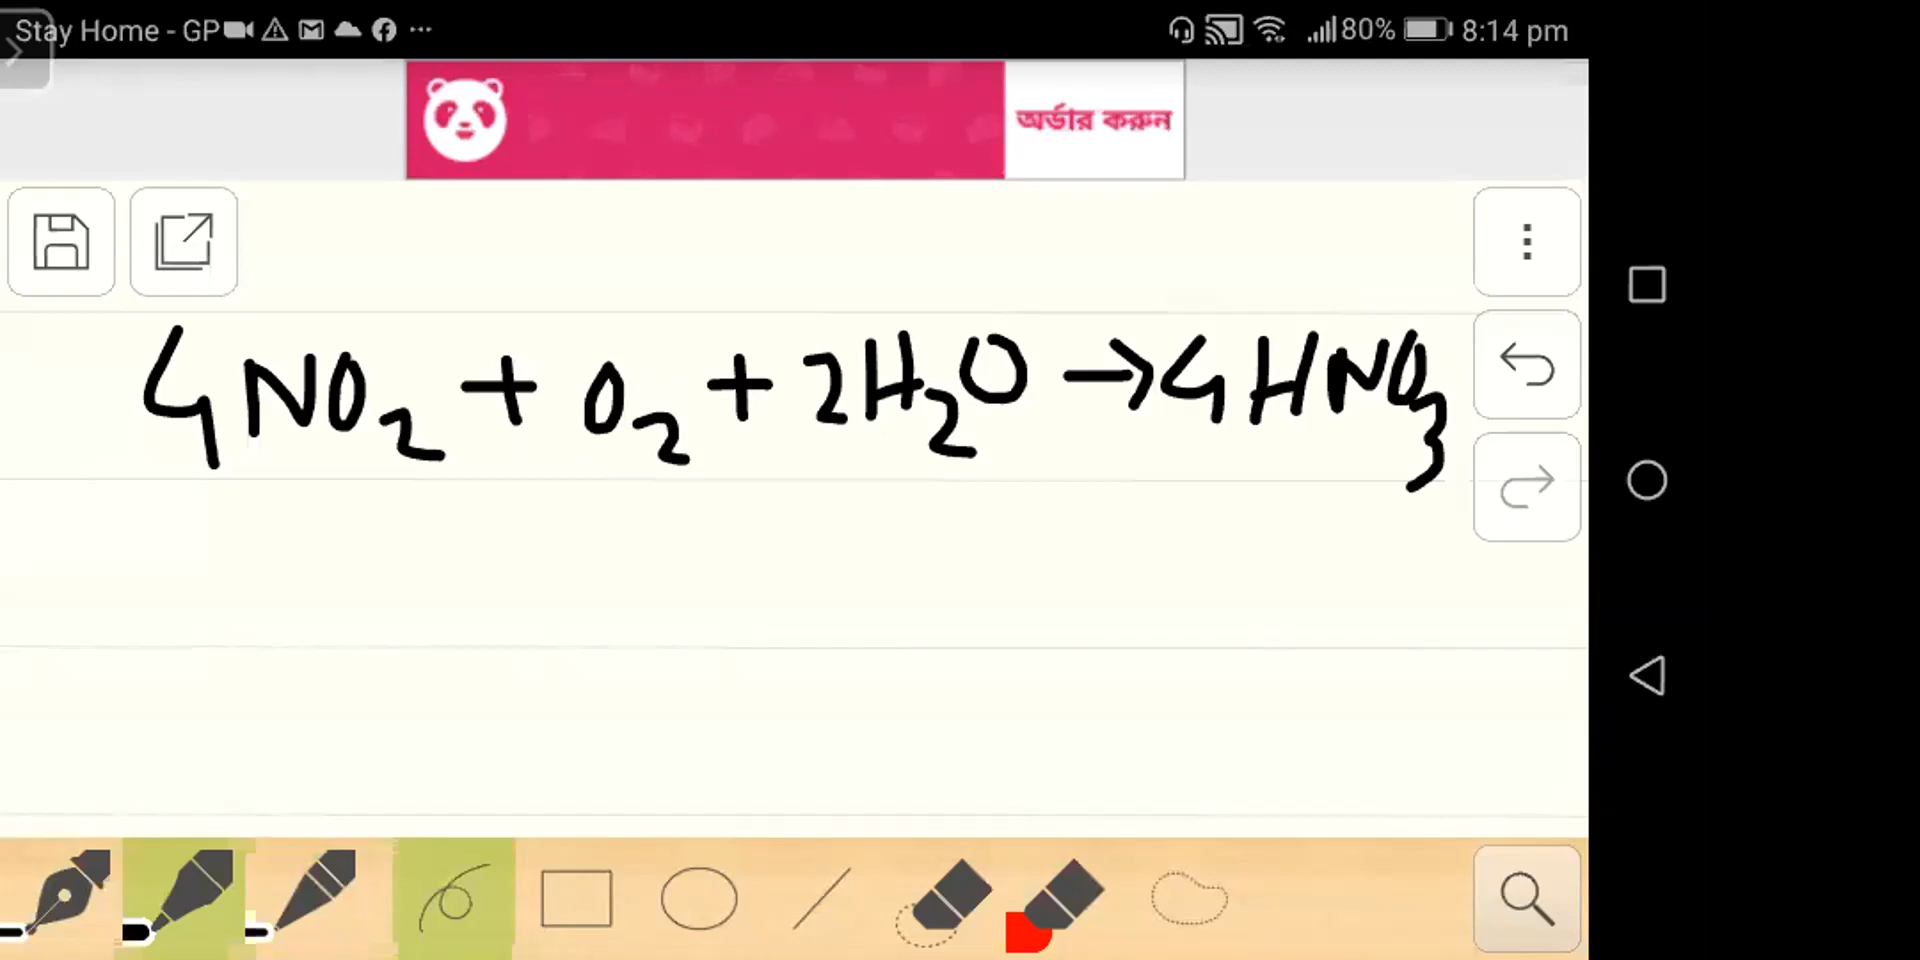 Stay Home - GP 80% 8:14 pm
অর্ডার করুন
4NO₂ + O₂ + 2H₂O → 4HNO₃